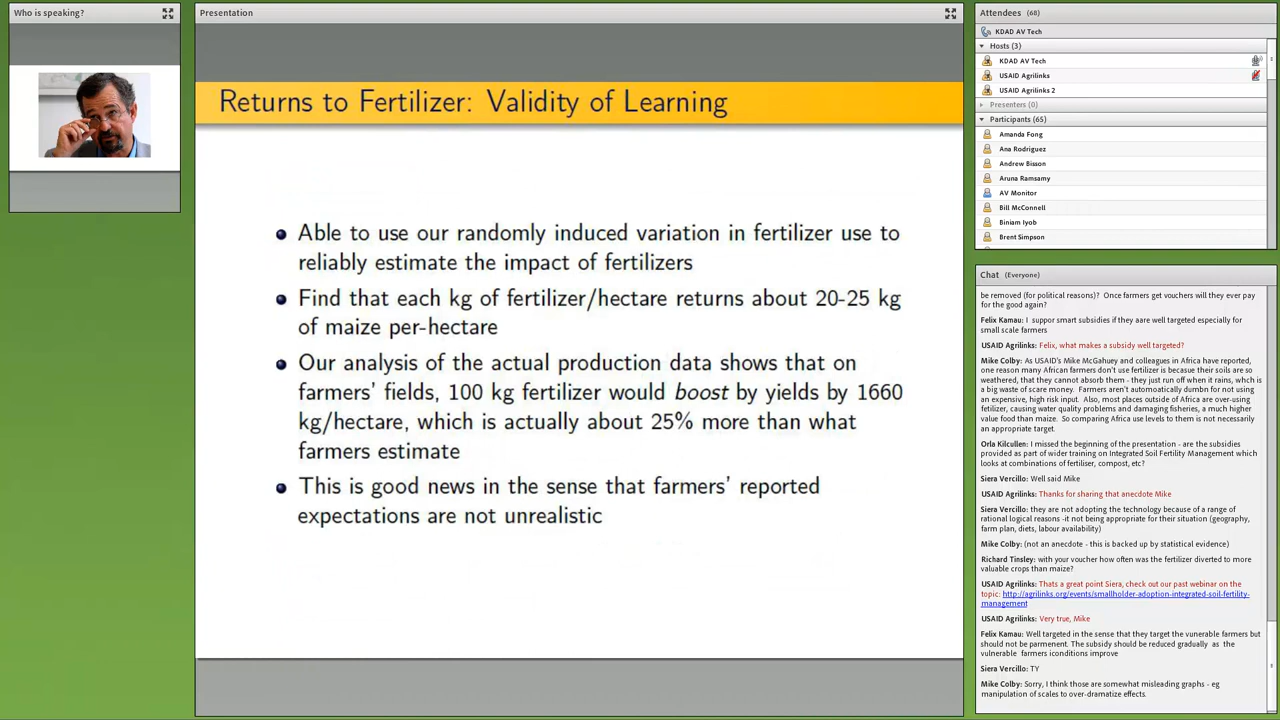 Who is speaking?
Presentation
Returns to Fertilizer: Validity of Learning
Able to use our randomly induced variation in fertilizer use to
reliably estimate the impact of fertilizers
Find that each kg of fertilizer/hectare returns about 20-25 kg
of maize per-hectare
Our analysis of the actual production data shows that on
farmers' fields, 100 kg fertilizer would boost by yields by 1660
kg/hectare, which is actually about 25% more than what
farmers estimate
This is good news in the sense that farmers' reported
expectations are not unrealistic
Attendees (68)
KDAD AV Tech
Hosts (3)
KDAD AV Tech
USAID Agrilinks
USAID Agrilinks 2
Presenters (0)
Participants (65)
Amanda Fong
Ana Rodriguez
Andrew Bisson
Aruna Ramsamy
AV Monitor
Bill McConnell
Biniam Iyob
Brent Simpson
Chat (Everyone)
be removed (for political reasons)? Once farmers get vouchers will they ever pay
for the good again?
Felix Kamau: I suppor smart subsidies if they aare well targeted especially for
small scale farmers
USAID Agrilinks: Felix, what makes a subsidy well targeted?
Mike Colby: As USAID's Mike McGahuey and colleagues in Africa have reported,
one reason many African farmers don't use fertilizer is because their soils are so
weathered, that they cannot absorb them - they just run off when it rains, which is
a big waste of scare money. Farmers aren't automatically dumbn for not using
an expensive, high risk input. Also, most places outside of Africa are over-using
fetilizer, causing water quality problems and damaging fisheries, a much higher
value food than maize. So comparing Africa use levels to them is not necessarily
an appropriate target.
Orla Kilcullen: I missed the beginning of the presentation - are the subsidies
provided as part of wider training on Integrated Soil Fertility Management which
looks at combinations of fertiliser, compost, etc?
Siera Vercillo: Well said Mike
USAID Agrilinks: Thanks for sharing that anecdote Mike
Siera Vercillo: they are not adopting the technology because of a range of
rational logical reasons -it not being appropriate for their situation (geography,
farm plan, diets, labour availability)
Mike Colby: (not an anecdote - this is backed up by statistical evidence)
Richard Tinsley: with your voucher how often was the fertilizer diverted to more
valuable crops than maize?
USAID Agrilinks: Thats a great point Siera, check out our past webinar on the
topic: http://agrilinks.org/events/smallholder-adoption-integrated-soil-fertility-
management
USAID Agrilinks: Very true, Mike
Felix Kamau: Well targeted in the sense that they target the vunerable farmers but
should not be parmenent. The subsidy should be reduced gradually as the
vulnerable farmers iconditions improve
Siera Vercillo: TY
Mike Colby: Sorry, I think those are somewhat misleading graphs - eg
manipulation of scales to over-dramatize effects.